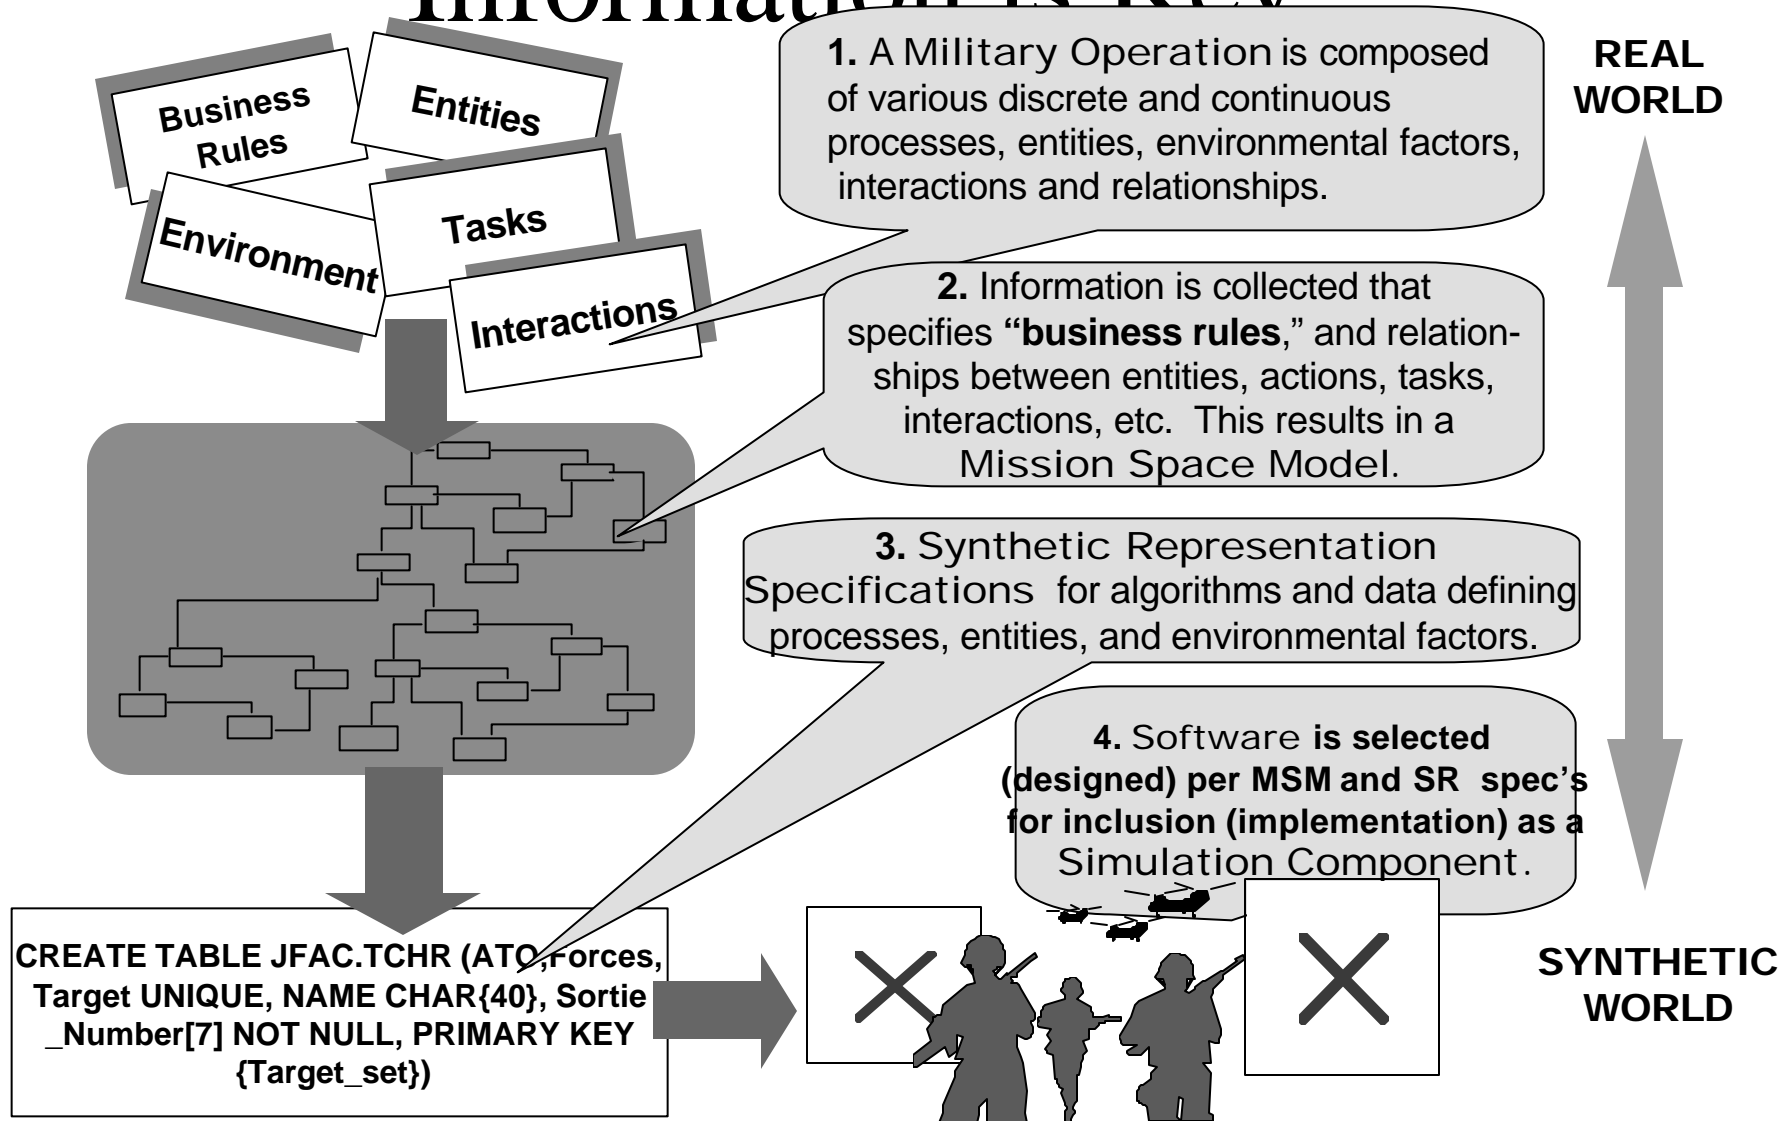 Information is Key
Business
Rules
Entities
Environment
Tasks
Interactions
1. A Military Operation is composed
of various discrete and continuous
processes, entities, environmental factors,
interactions and relationships.
REAL
WORLD
2. Information is collected that
specifies “business rules,” and relation-
ships between entities, actions, tasks,
interactions, etc. This results in a
Mission Space Model.
3. Synthetic Representation
Specifications for algorithms and data defining
processes, entities, and environmental factors.
4. Software is selected
(designed) per MSM and SR spec’s
for inclusion (implementation) as a
Simulation Component.
CREATE TABLE JFAC.TCHR (ATO,Forces,
Target UNIQUE, NAME CHAR{40}, Sortie
_Number[7] NOT NULL, PRIMARY KEY
{Target_set})
SYNTHETIC
WORLD